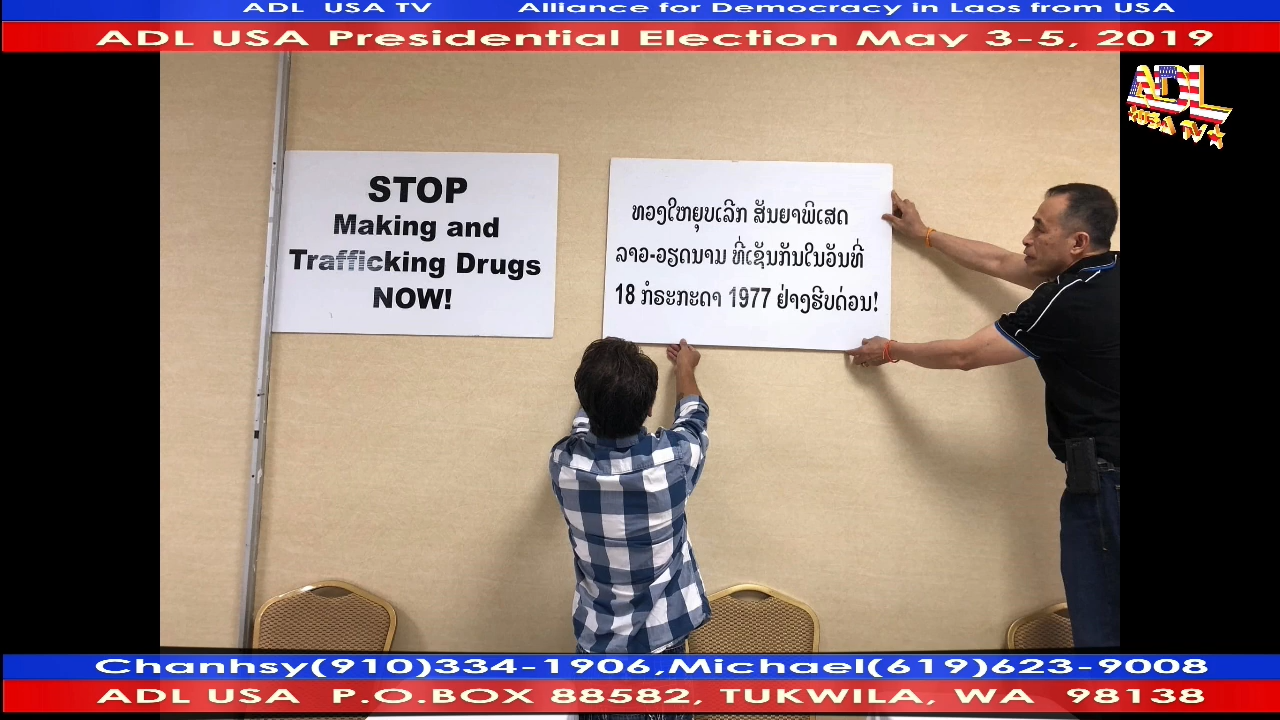 ADL USA TV Alliance for Democracy in Laos from USA
ADL USA Presidential Election May 3-5, 2019
ADL
USA TV
STOP
Making and
Trafficking Drugs
NOW!
ທອງໃຫຍຸບເລີກ ສັນຍາພິເສດ
ລາວ-ວຽດນາມ ທີ່ເຊັນກັນໃນວັນທີ່
18 ກໍຣະກະດາ 1977 ຢ່າງຮີບດ່ອນ!
Chanhsy(910)334-1906,Michael(619)623-9008
ADL USA P.O.BOX 88582, TUKWILA, WA 98138